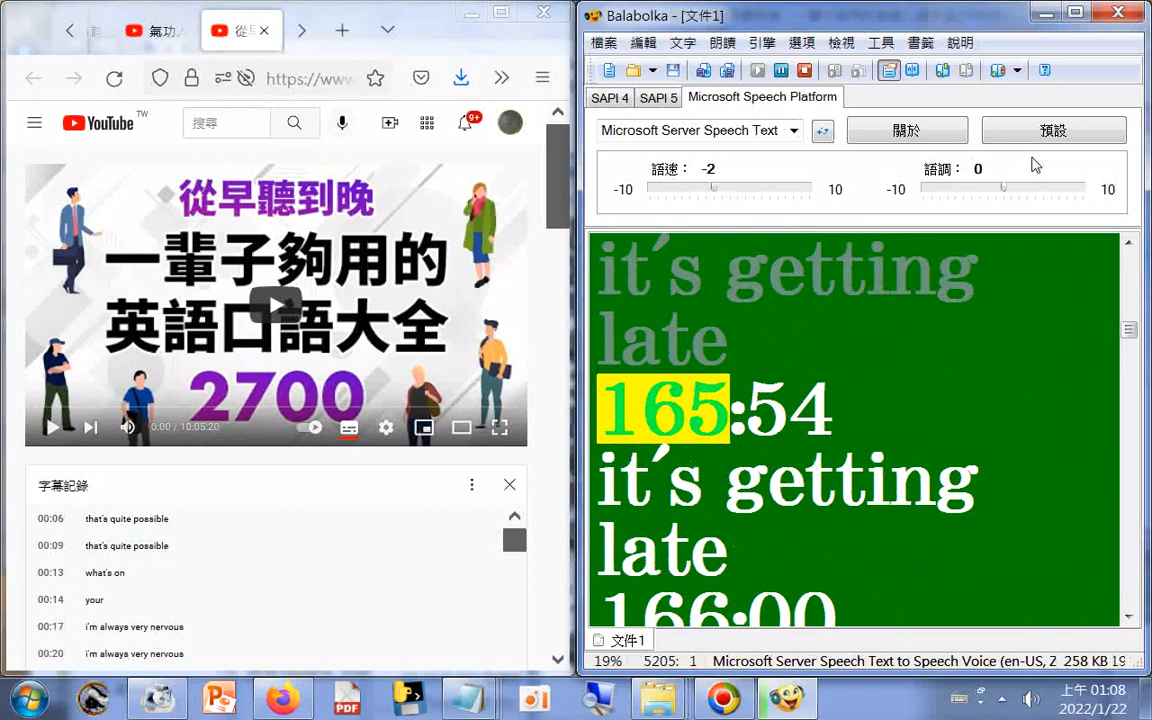 氣功
從
https://www
YouTube TW
搜尋
9+
從早聽到晚
一輩子夠用的
英語口語大全
2700
0:00 / 10:05:20
字幕記錄
00:06 that's quite possible
00:09 that's quite possible
00:13 what's on
00:14 your
00:17 i'm always very nervous
00:20 i'm always very nervous
Balabolka - [文件1]
檔案 編輯 文字 朗讀 引擎 選項 檢視 工具 書籤 說明
SAPI 4 SAPI 5 Microsoft Speech Platform
Microsoft Server Speech Text 關於 預設
語速： -2 語調： 0
-10 10 -10 10
it's getting
late
165:54
it's getting
late
166:00
文件1
19% 5205: 1 Microsoft Server Speech Text to Speech Voice (en-US, Z 258 KB 19
PDF
上午 01:08
2022/1/22